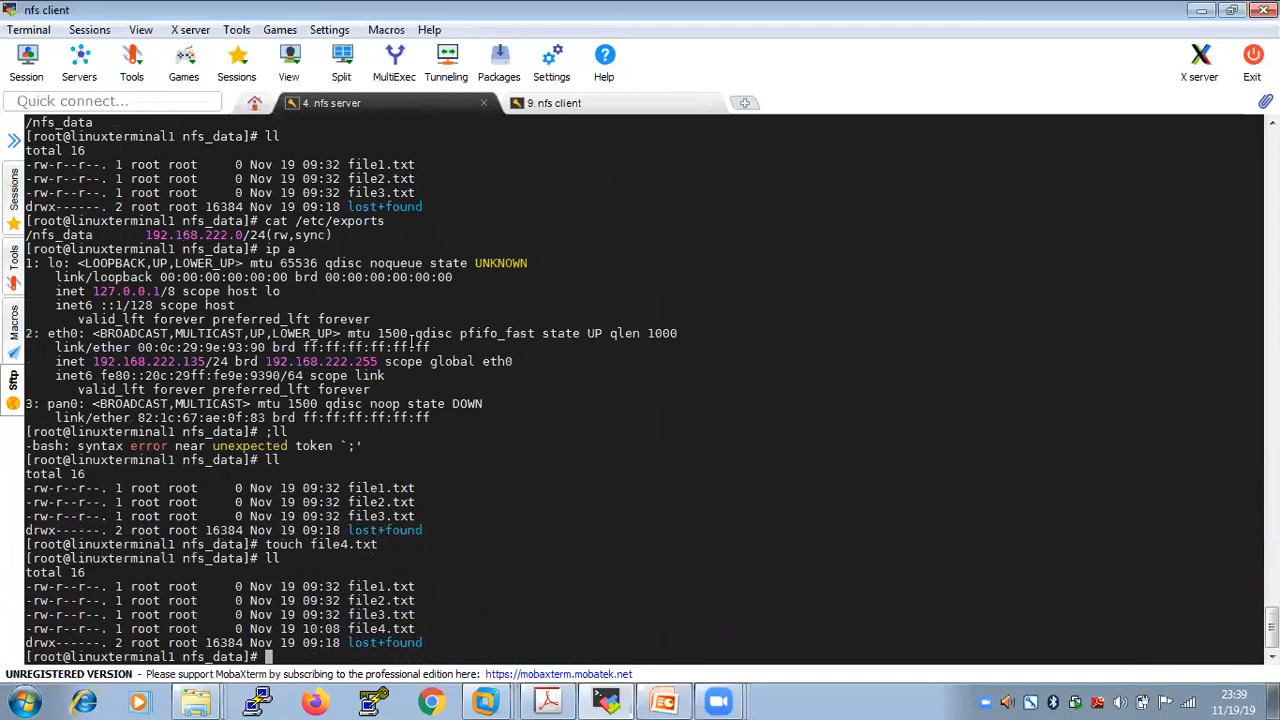 nfs client
Terminal Sessions View X server Tools Games Settings Macros Help
Session Servers Tools Games Sessions View Split MultiExec Tunneling Packages Settings Help X server Exit
Quick connect...
4. nfs server
9. nfs client
Sessions
Tools
Macros
Sftp
/nfs_data
[root@linuxterminal1 nfs_data]# ll
total 16
-rw-r--r--. 1 root root     0 Nov 19 09:32 file1.txt
-rw-r--r--. 1 root root     0 Nov 19 09:32 file2.txt
-rw-r--r--. 1 root root     0 Nov 19 09:32 file3.txt
drwx------. 2 root root 16384 Nov 19 09:18 lost+found
[root@linuxterminal1 nfs_data]# cat /etc/exports
/nfs_data       192.168.222.0/24(rw,sync)
[root@linuxterminal1 nfs_data]# ip a
1: lo: <LOOPBACK,UP,LOWER_UP> mtu 65536 qdisc noqueue state UNKNOWN
    link/loopback 00:00:00:00:00:00 brd 00:00:00:00:00:00
    inet 127.0.0.1/8 scope host lo
    inet6 ::1/128 scope host
       valid_lft forever preferred_lft forever
2: eth0: <BROADCAST,MULTICAST,UP,LOWER_UP> mtu 1500 qdisc pfifo_fast state UP qlen 1000
    link/ether 00:0c:29:9e:93:90 brd ff:ff:ff:ff:ff:ff
    inet 192.168.222.135/24 brd 192.168.222.255 scope global eth0
    inet6 fe80::20c:29ff:fe9e:9390/64 scope link
       valid_lft forever preferred_lft forever
3: pan0: <BROADCAST,MULTICAST> mtu 1500 qdisc noop state DOWN
    link/ether 82:1c:67:ae:0f:83 brd ff:ff:ff:ff:ff:ff
[root@linuxterminal1 nfs_data]# ;ll
-bash: syntax error near unexpected token `;'
[root@linuxterminal1 nfs_data]# ll
total 16
-rw-r--r--. 1 root root     0 Nov 19 09:32 file1.txt
-rw-r--r--. 1 root root     0 Nov 19 09:32 file2.txt
-rw-r--r--. 1 root root     0 Nov 19 09:32 file3.txt
drwx------. 2 root root 16384 Nov 19 09:18 lost+found
[root@linuxterminal1 nfs_data]# touch file4.txt
[root@linuxterminal1 nfs_data]# ll
total 16
-rw-r--r--. 1 root root     0 Nov 19 09:32 file1.txt
-rw-r--r--. 1 root root     0 Nov 19 09:32 file2.txt
-rw-r--r--. 1 root root     0 Nov 19 09:32 file3.txt
-rw-r--r--. 1 root root     0 Nov 19 10:08 file4.txt
drwx------. 2 root root 16384 Nov 19 09:18 lost+found
[root@linuxterminal1 nfs_data]#
UNREGISTERED VERSION - Please support MobaXterm by subscribing to the professional edition here: https://mobaxterm.mobatek.net
23:39
11/19/19